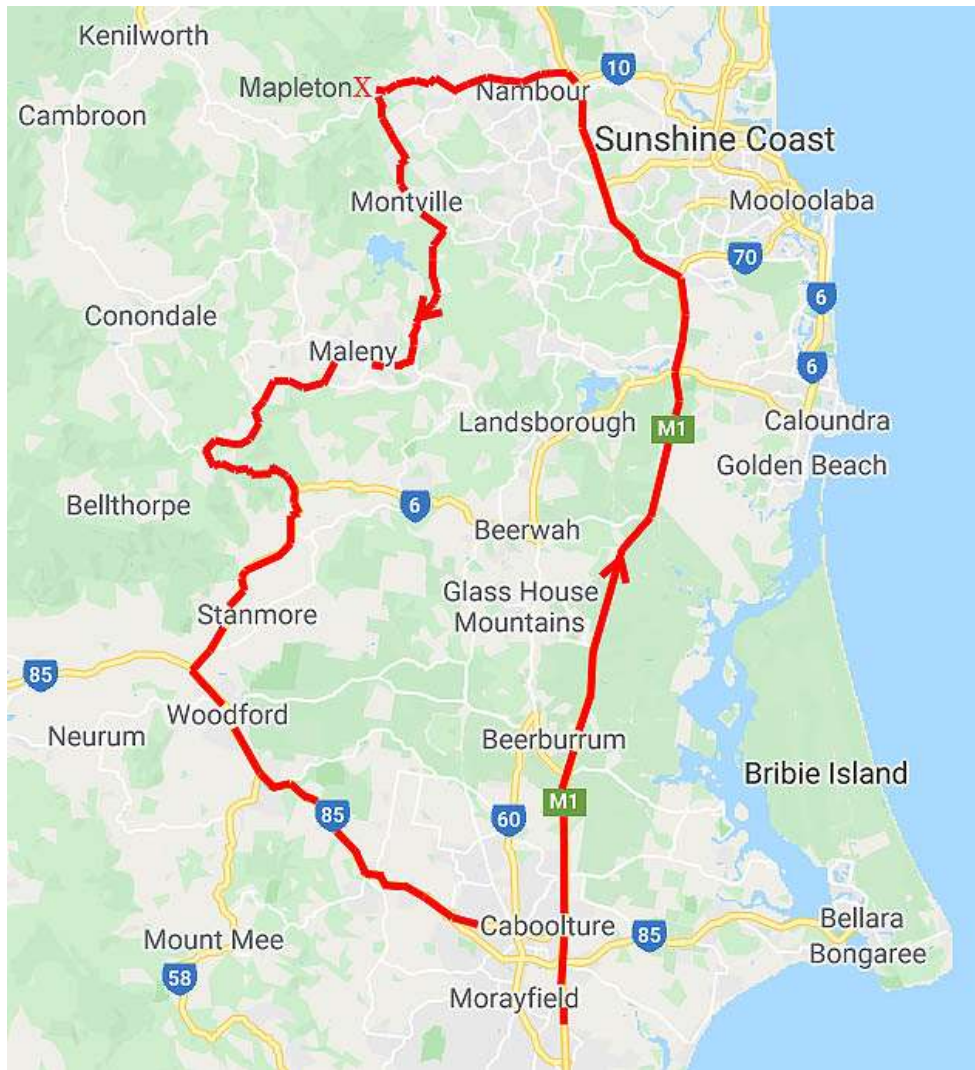 Kenilworth
10
MapletonX
Nambour
Cambroon
Sunshine Coast
Montville
Mooloolaba
70
6
Conondale
Maleny
6
Landsborough
M1
Caloundra
Golden Beach
Bellthorpe
6
Beerwah
Glass House
Mountains
Stanmore
85
Woodford
Neurum
Beerburrum
Bribie Island
M1
85
60
Caboolture
85
Bellara
Mount Mee
Bongaree
58
Morayfield